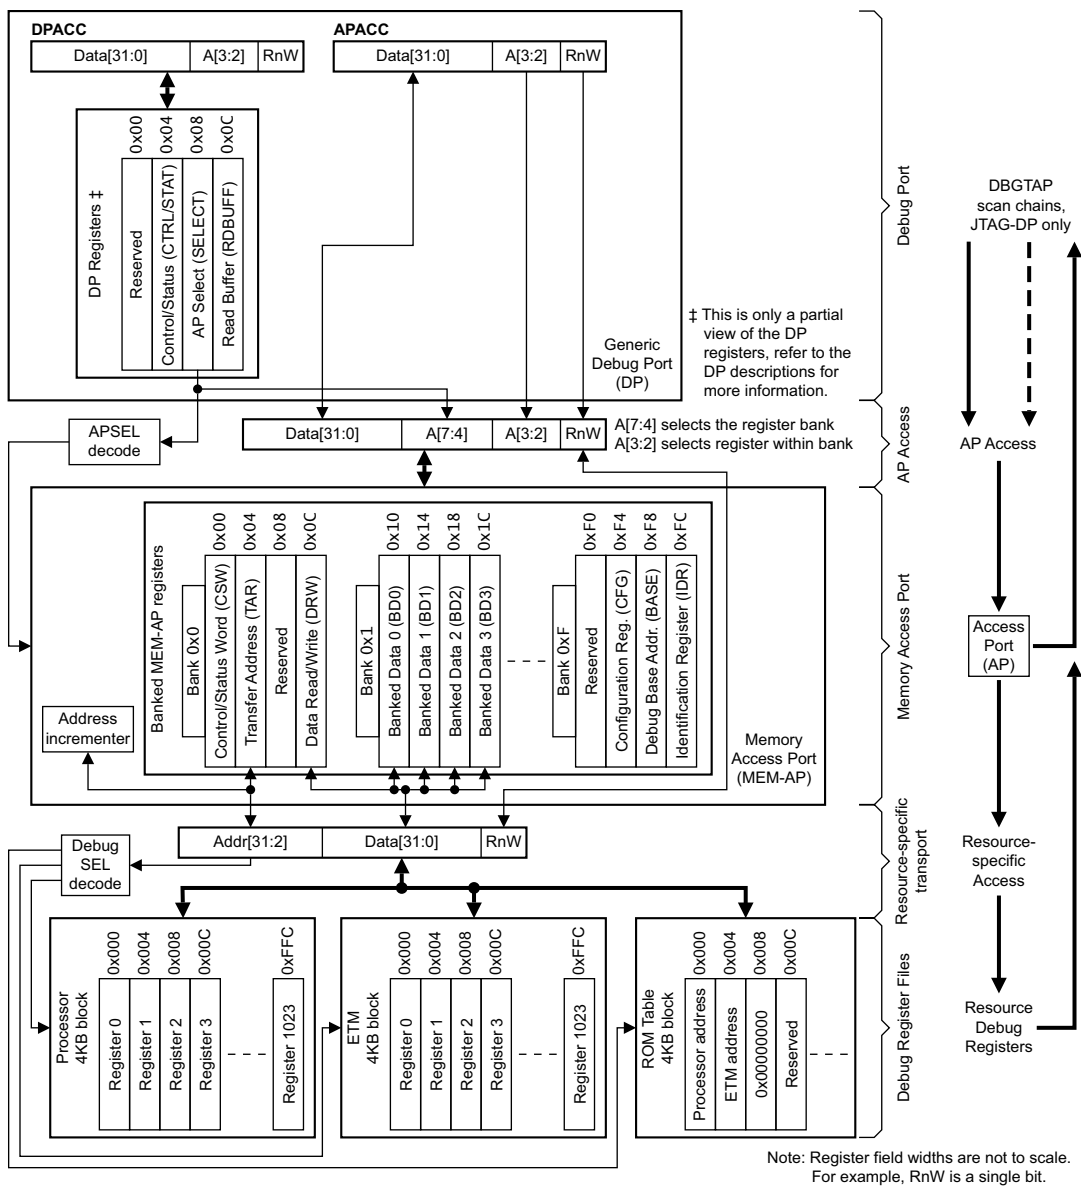 DPACC
Data[31:0] A[3:2] RnW
APACC
Data[31:0] A[3:2] RnW
DP Registers ‡
0x00
0x04
0x08
0x0C
Reserved
Control/Status (CTRL/STAT)
AP Select (SELECT)
Read Buffer (RDBUFF)
Generic
Debug Port
(DP)
‡ This is only a partial
view of the DP
registers, refer to the
DP descriptions for
more information.
Debug Port
DBGTAP
scan chains,
JTAG-DP only
APSEL
decode
Data[31:0] A[7:4] A[3:2] RnW
A[7:4] selects the register bank
A[3:2] selects register within bank
AP Access
AP Access
Banked MEM-AP registers
Bank 0x0
0x00
0x04
0x08
0x0C
Control/Status Word (CSW)
Transfer Address (TAR)
Reserved
Data Read/Write (DRW)
Bank 0x1
0x10
0x14
0x18
0x1C
Banked Data 0 (BD0)
Banked Data 1 (BD1)
Banked Data 2 (BD2)
Banked Data 3 (BD3)
Bank 0xF
0xF0
0xF4
0xF8
0xFC
Reserved
Configuration Reg. (CFG)
Debug Base Addr. (BASE)
Identification Register (IDR)
Address
incrementer
Memory
Access Port
(MEM-AP)
Memory Access Port
Access
Port
(AP)
Debug
SEL
decode
Addr[31:2] Data[31:0] RnW
Resource-specific
transport
Resource-
specific
Access
Processor
4KB block
0x000
0x004
0x008
0x00C
0xFFC
Register 0
Register 1
Register 2
Register 3
Register 1023
ETM
4KB block
0x000
0x004
0x008
0x00C
0xFFC
Register 0
Register 1
Register 2
Register 3
Register 1023
ROM Table
4KB block
0x000
0x004
0x008
0x00C
Processor address
ETM address
0x00000000
Reserved
Debug Register Files
Resource
Debug
Registers
Note: Register field widths are not to scale.
For example, RnW is a single bit.